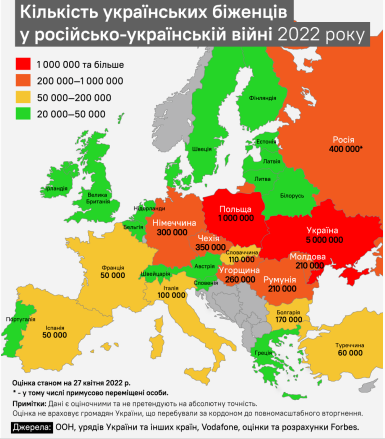 Кількість українських біженців
у російсько-українській війні 2022 року
1 000 000 та більше
200 000—1 000 000
50 000—200 000
20 000—50 000
Фінляндія
Швеція
Естонія
Росія
400 000*
Латвія
Литва
Ірландія
Велика
Британія
Білорусь
Нідерландни
Польща
1 000 000
Німеччина
300 000
Бельгія
Україна
5 000 000
Чехія
350 000
Словаччина
110 000
Молдова
210 000
Франція
50 000
Швейцарія
Австрія
Угорщина
260 000
Румунія
210 000
Словенія
Італія
100 000
Болгарія
170 000
Португалія
Іспанія
50 000
Греція
Туреччина
60 000
Оцінка станом на 27 квітня 2022 р.
* - у тому числі примусово переміщені особи.
Примітки: Дані є оціночними та не претендують на абсолютну точність.
Оцінка не враховує громадян України, що перебували за кордоном до повномасштабного вторгнення.
Джерела: ООН, урядів України та інших країн, Vodafone, оцінки та розрахунки Forbes.